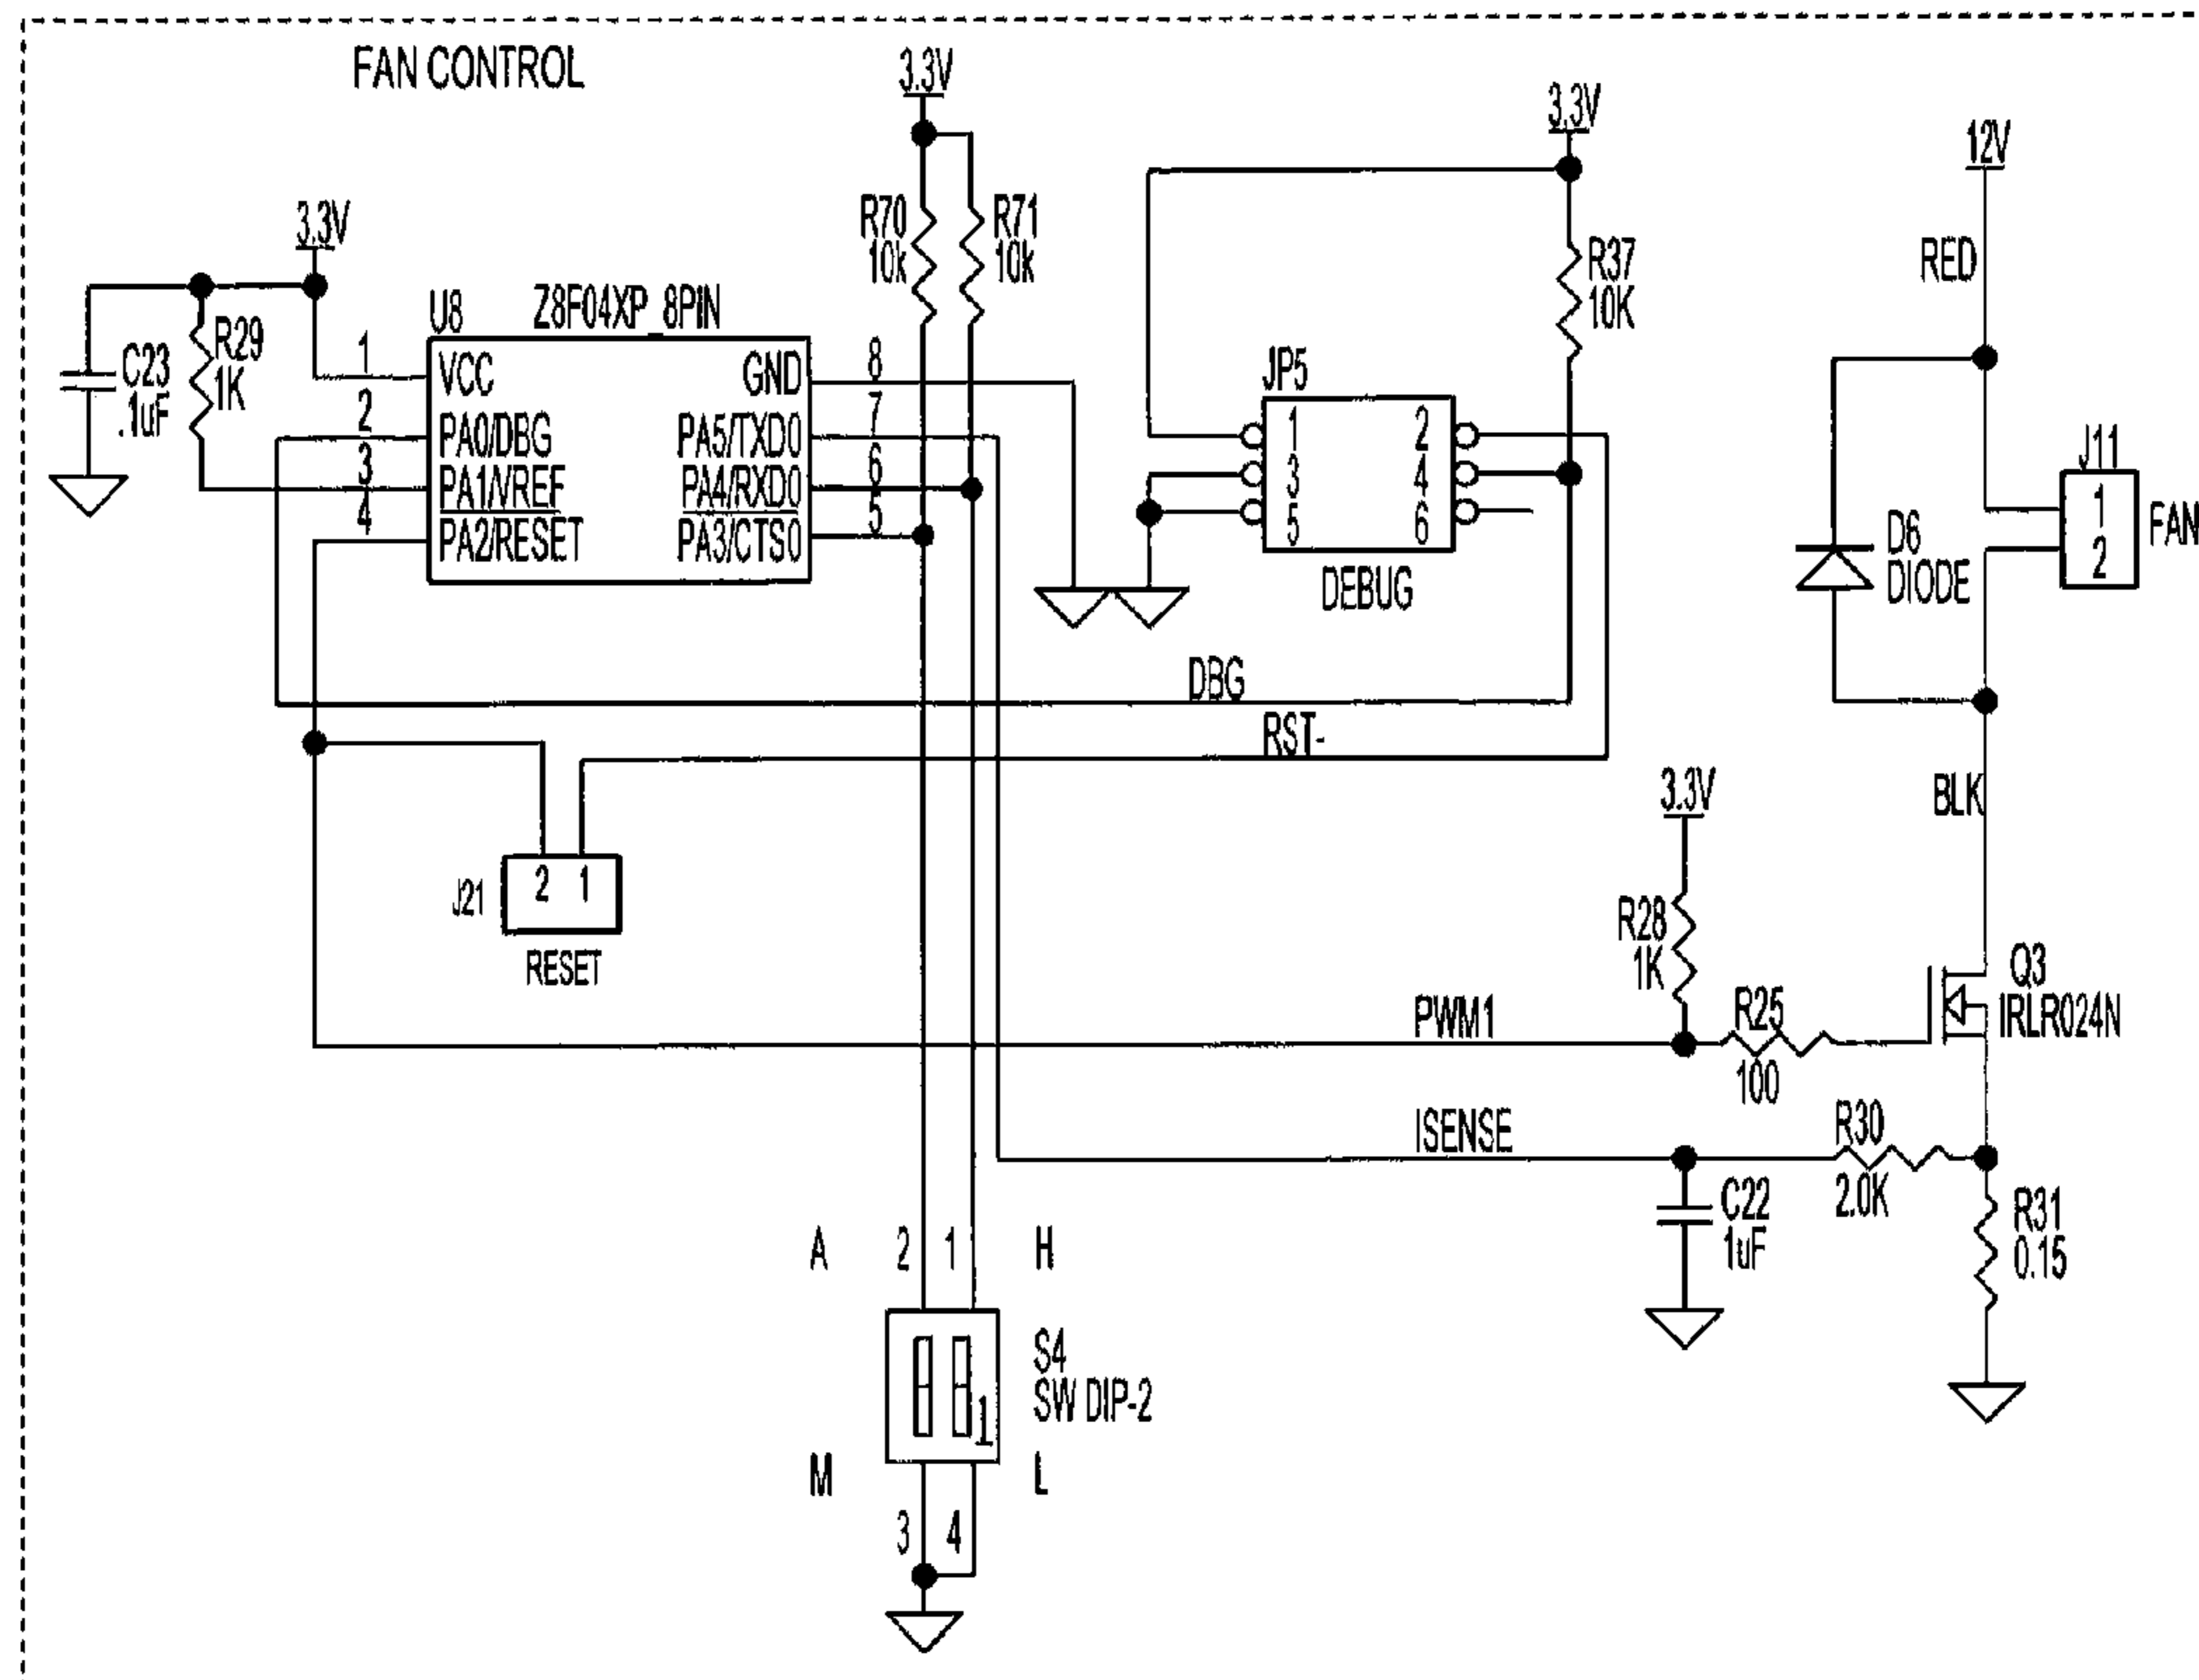 FAN CONTROL
3.3V
3.3V
12V
3.3V
R70
10k
R71
10k
RED
R37
10K
C23
.1uF
R29
1K
U8
Z8F04XP_8PIN
1
2
3
4
VCC
PA0/DBG
PA1/VREF
PA2/RESET
GND
PA5/TXD0
PA4/RXD0
PA3/CTS0
8
7
6
5
JP5
1
3
5
2
4
6
DEBUG
D6
DIODE
J11
1
2
FAN
DBG
RST-
BLK
J21
2
1
RESET
3.3V
R28
1K
PWM1
R25
100
Q3
IRLR024N
ISENSE
R30
2.0K
C22
1uF
R31
0.15
A
2
1
H
S4
SW DIP-2
1
M
L
3
4